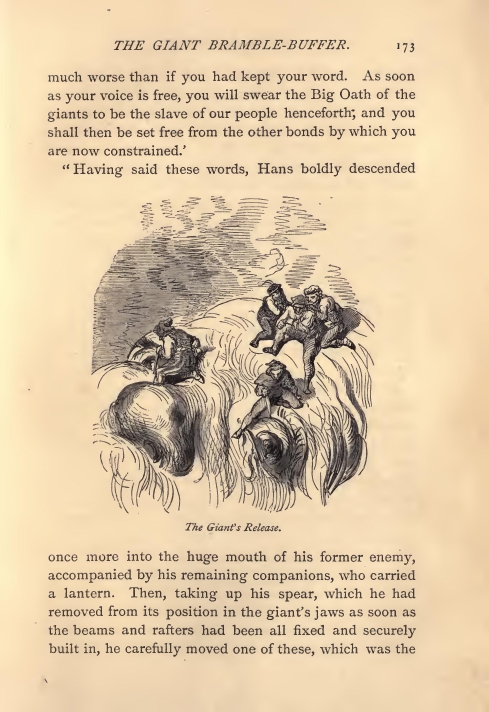 THE GIANT BRAMBLE-BUFFER. 173
much worse than if you had kept your word. As soon
as your voice is free, you will swear the Big Oath of the
giants to be the slave of our people henceforth; and you
shall then be set free from the other bonds by which you
are now constrained.'
"Having said these words, Hans boldly descended
The Giant's Release.
once more into the huge mouth of his former enemy,
accompanied by his remaining companions, who carried
a lantern. Then, taking up his spear, which he had
removed from its position in the giant's jaws as soon as
the beams and rafters had been all fixed and securely
built in, he carefully moved one of these, which was the